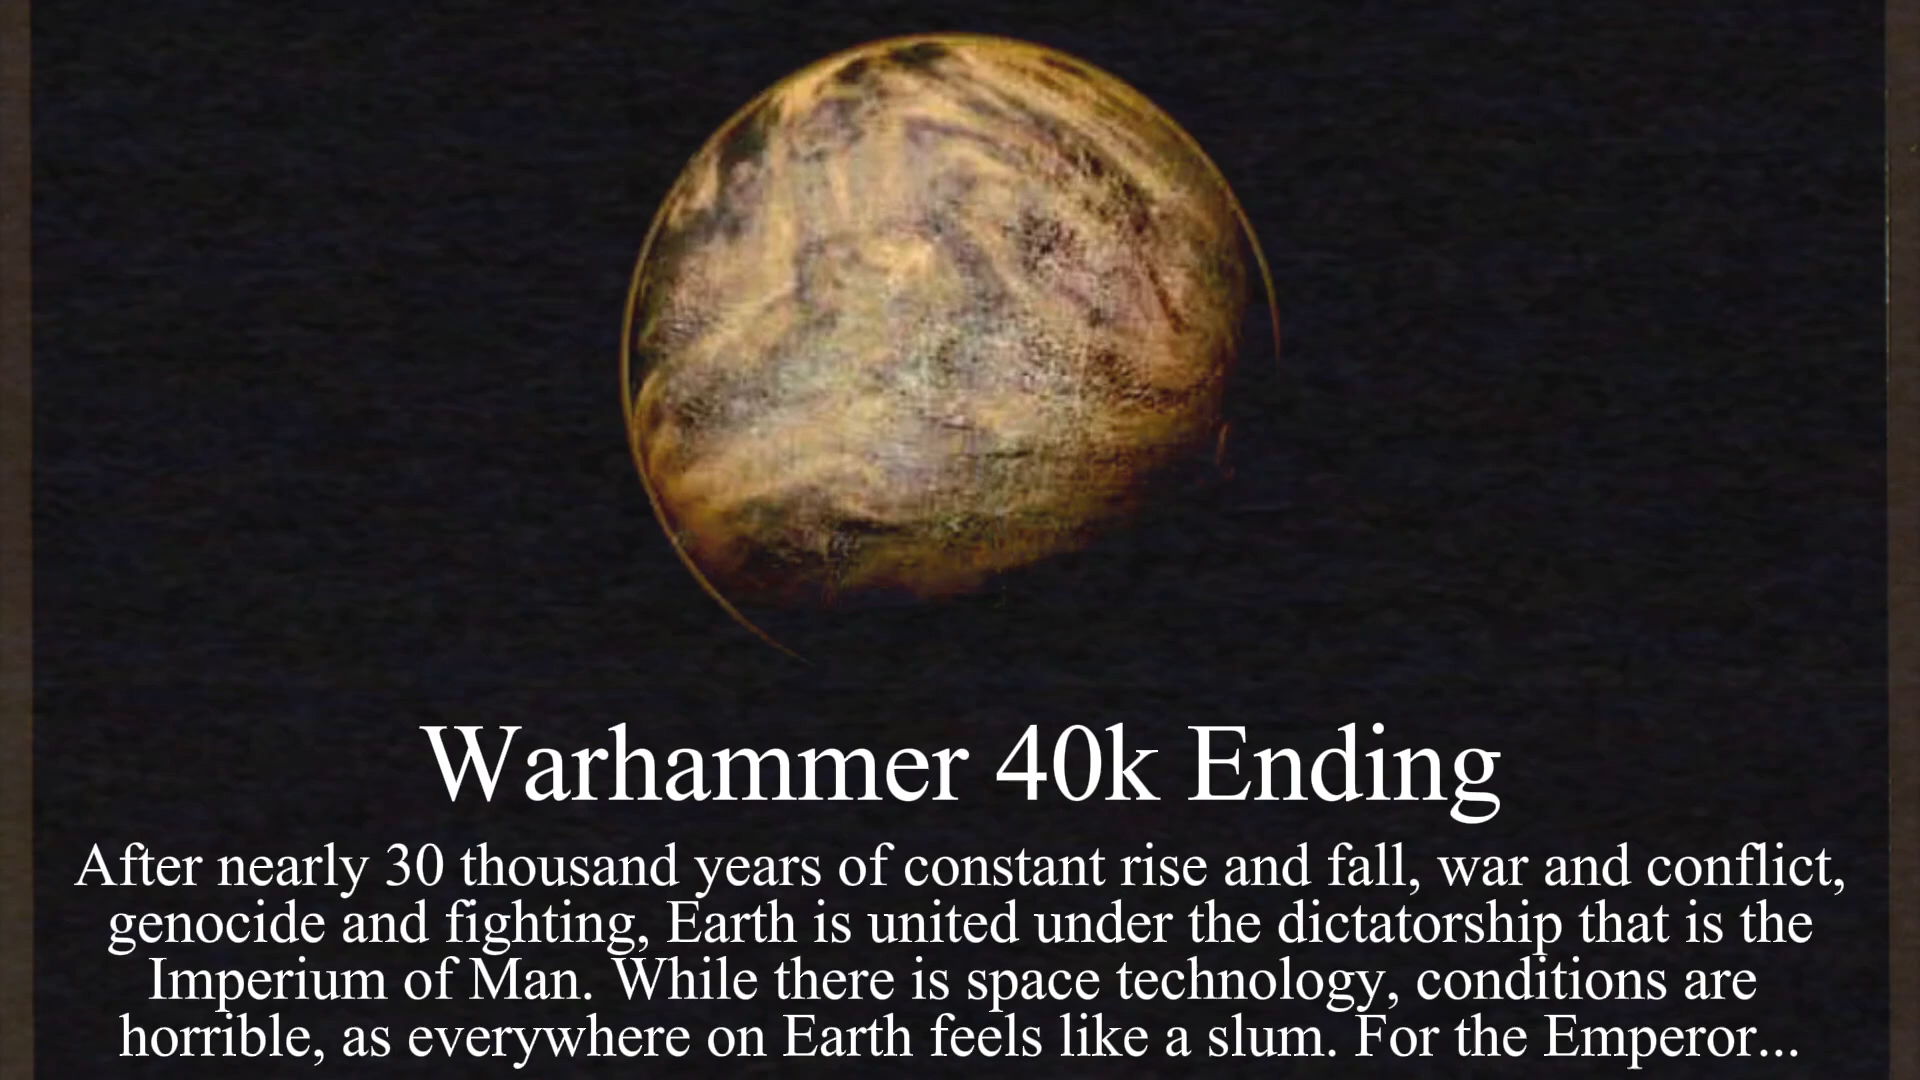 Warhammer 40k Ending
After nearly 30 thousand years of constant rise and fall, war and conflict,
genocide and fighting, Earth is united under the dictatorship that is the
Imperium of Man. While there is space technology, conditions are
horrible, as everywhere on Earth feels like a slum. For the Emperor...